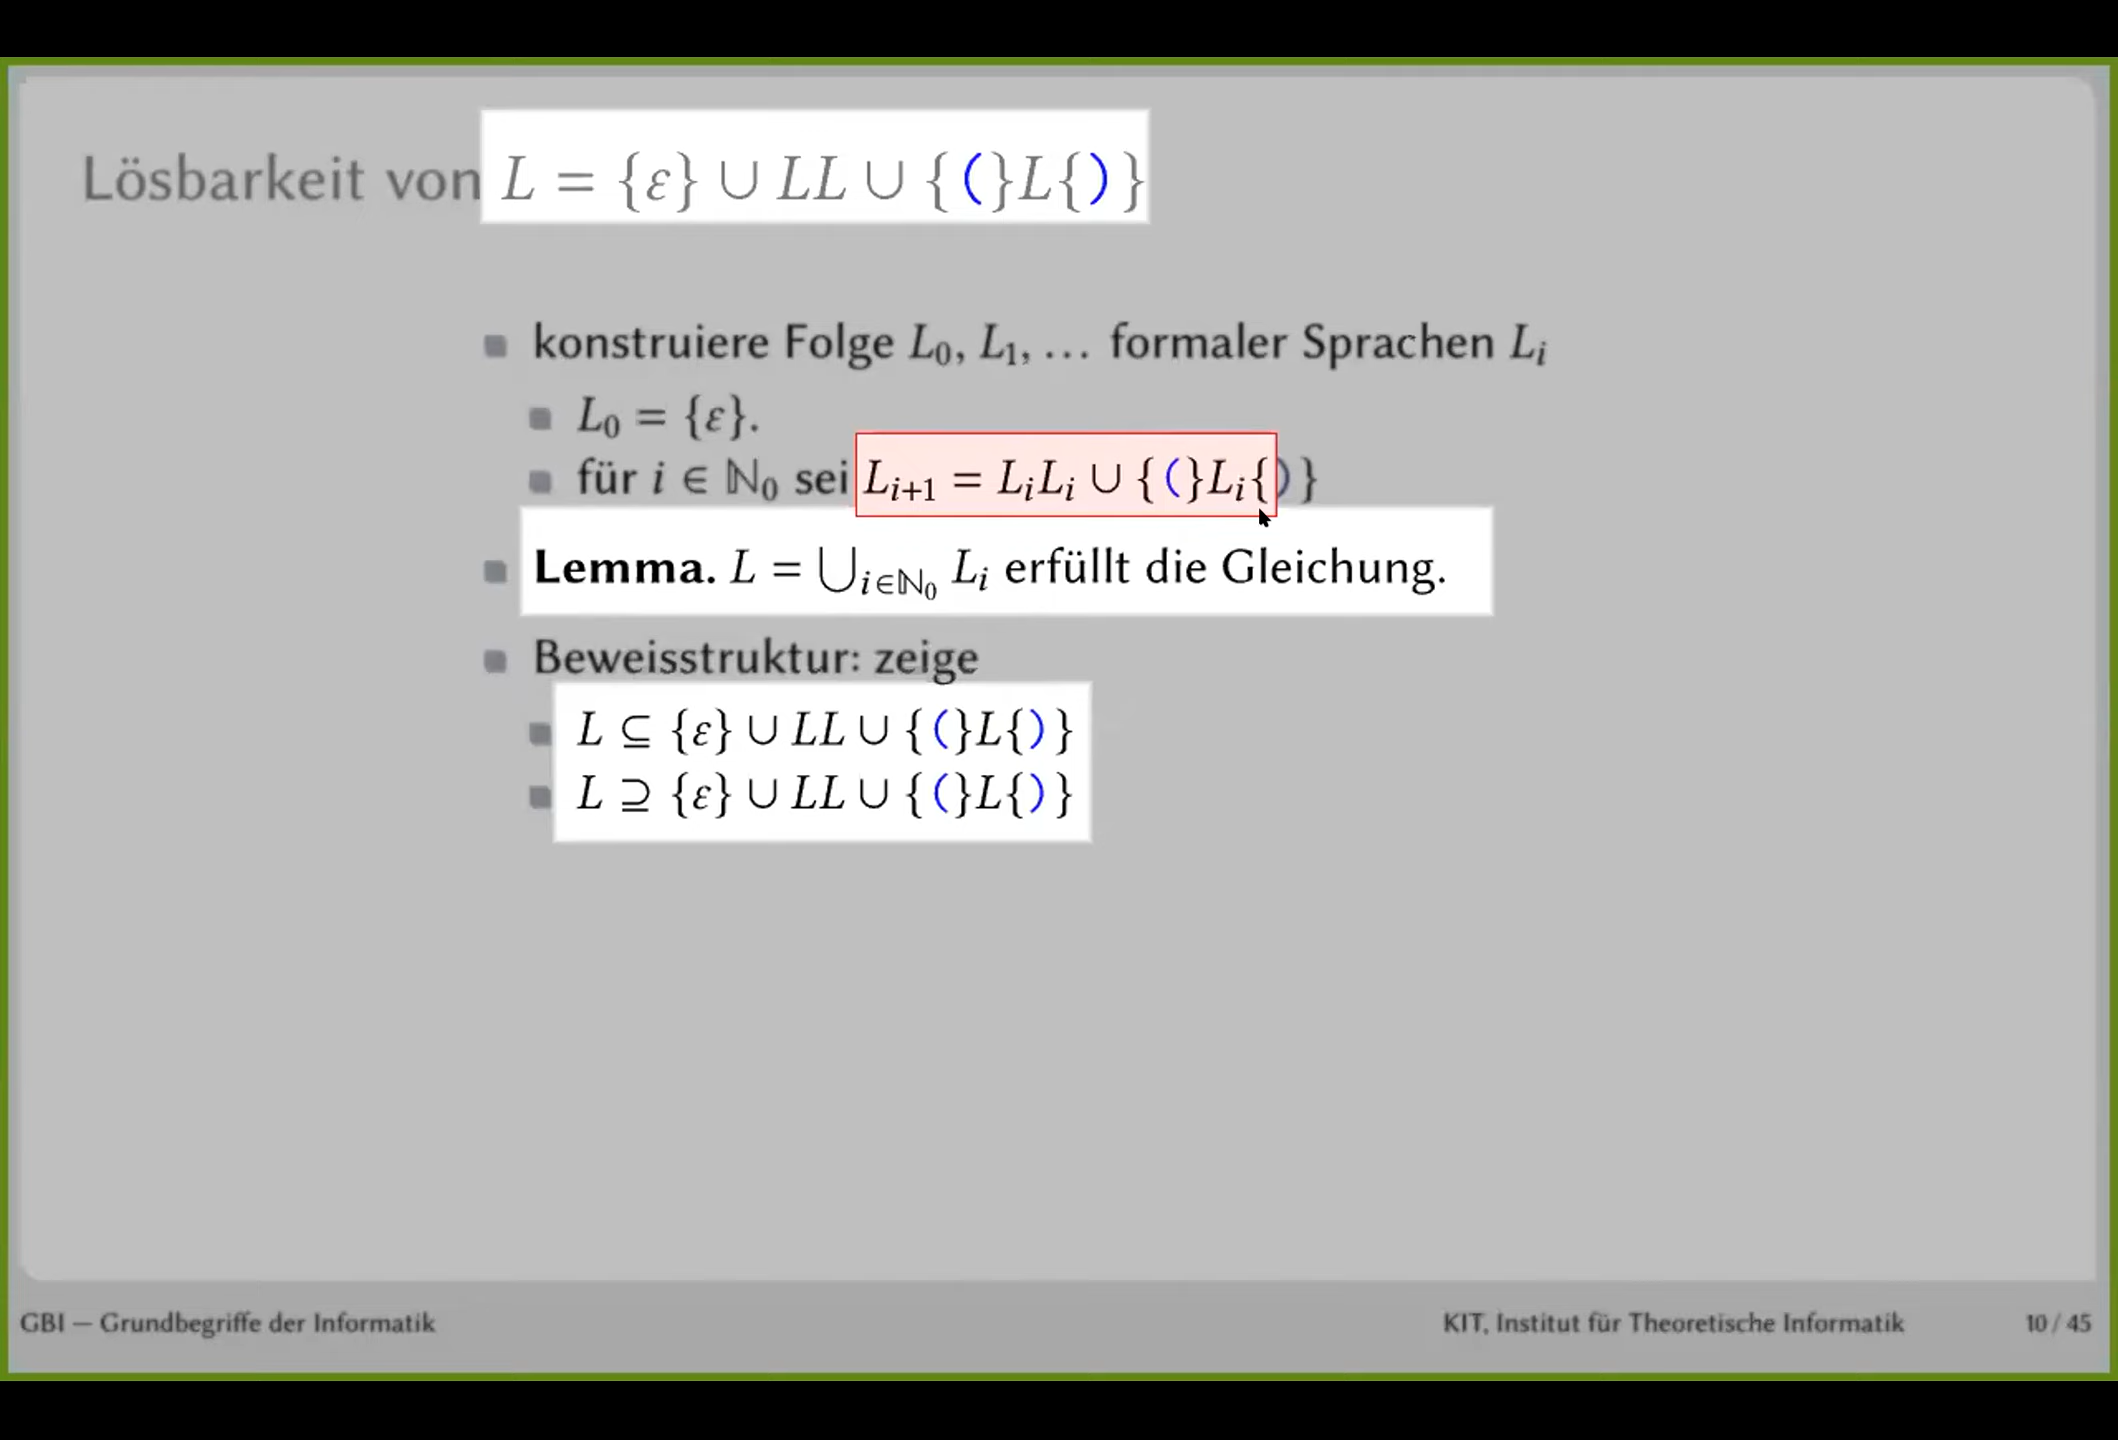 Lösbarkeit von L = {ε} ∪ LL ∪ {(}L{)}
konstruiere Folge L₀, L₁, … formaler Sprachen Lᵢ
L₀ = {ε}.
für i ∈ ℕ₀ sei Lᵢ₊₁ = LᵢLᵢ ∪ {(}Lᵢ{)}
Lemma. L = ⋃_{i∈ℕ₀} Lᵢ erfüllt die Gleichung.
Beweisstruktur: zeige
L ⊆ {ε} ∪ LL ∪ {(}L{)}
L ⊇ {ε} ∪ LL ∪ {(}L{)}
GBI — Grundbegriffe der Informatik KIT, Institut für Theoretische Informatik 10 / 45